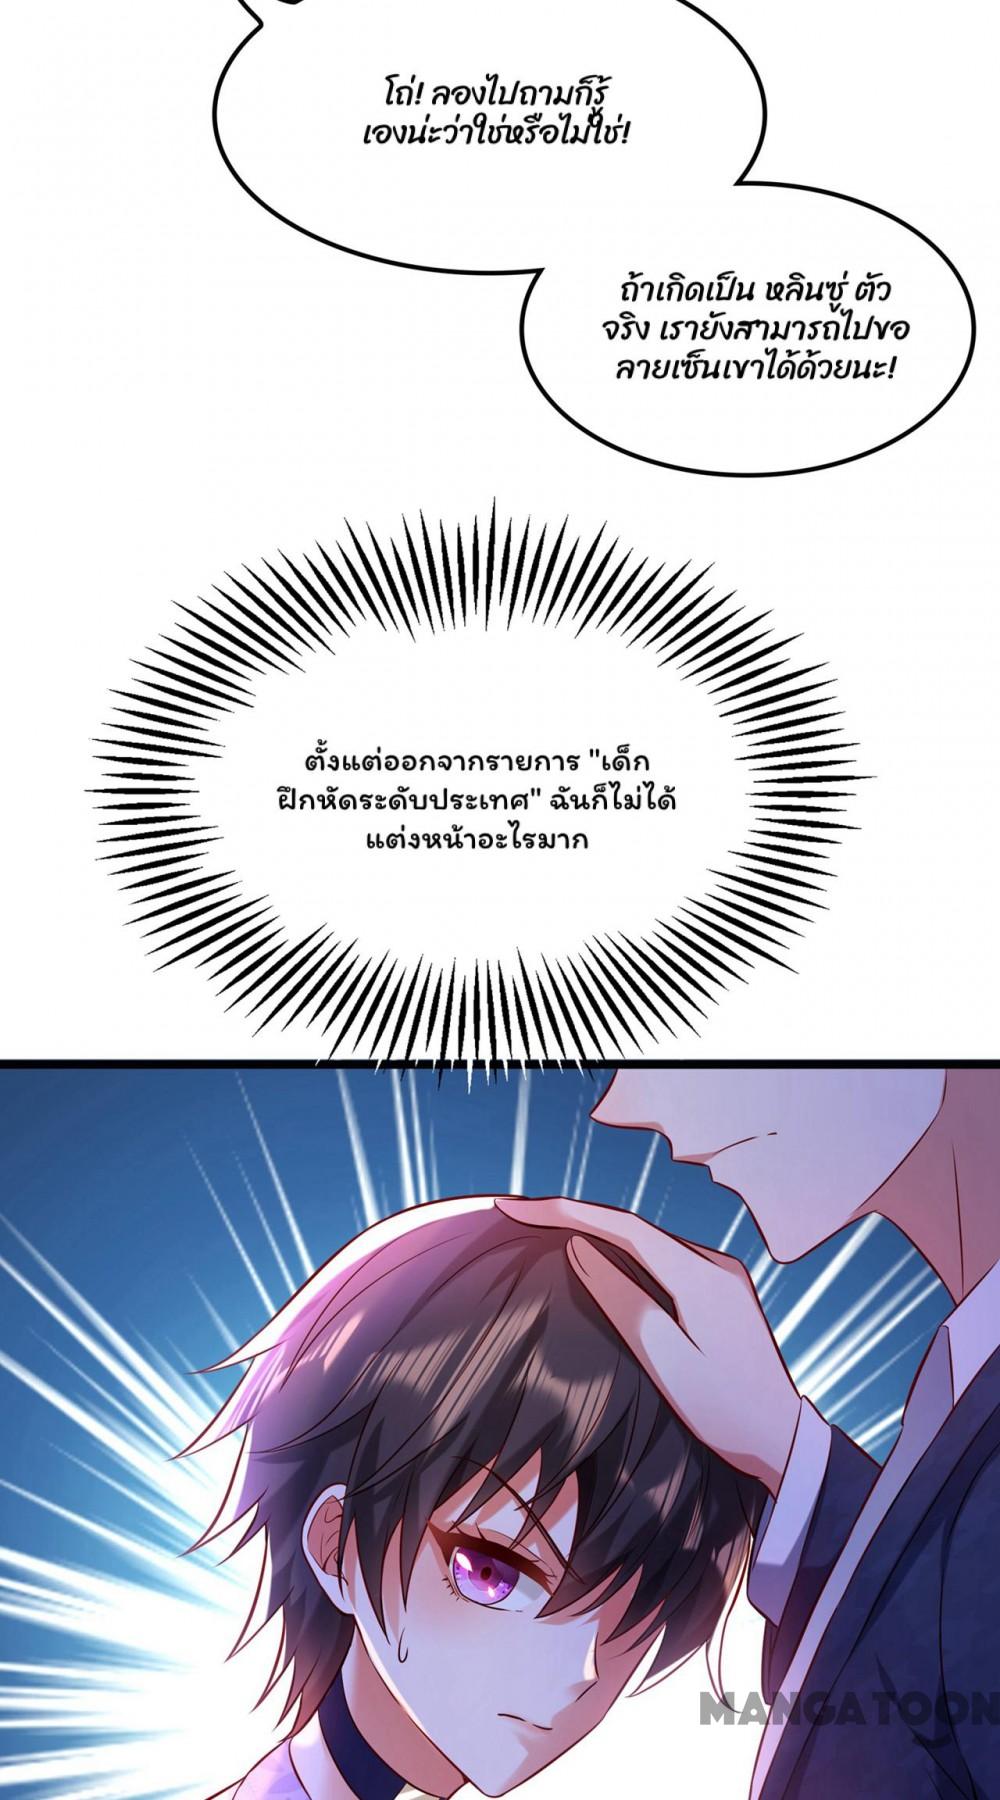 โถ่! ลองไปถามก็รู้
เองน่ะว่าใช่หรือไม่ใช่!
ถ้าเกิดเป็น หลินซู่ ตัว
จริง เรายังสามารถไปขอ
ลายเซ็นเขาได้ด้วยนะ!
ตั้งแต่ออกจากรายการ "เด็ก
ฝึกหัดระดับประเทศ" ฉันก็ไม่ได้
แต่งหน้าอะไรมาก
MANGATOON